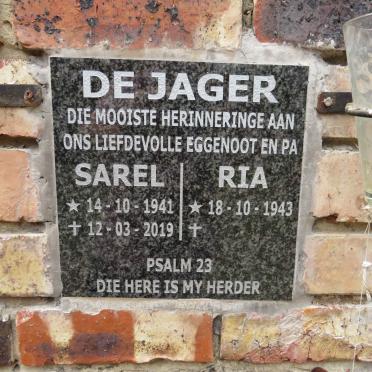 DE JAGER
DIE MOOISTE HERINNERINGE AAN
ONS LIEFDEVOLLE EGGENOOT EN PA
SAREL | RIA
★ 14-10-1941 ★ 18-10-1943
✝ 12-03-2019 ✝
PSALM 23
DIE HERE IS MY HERDER